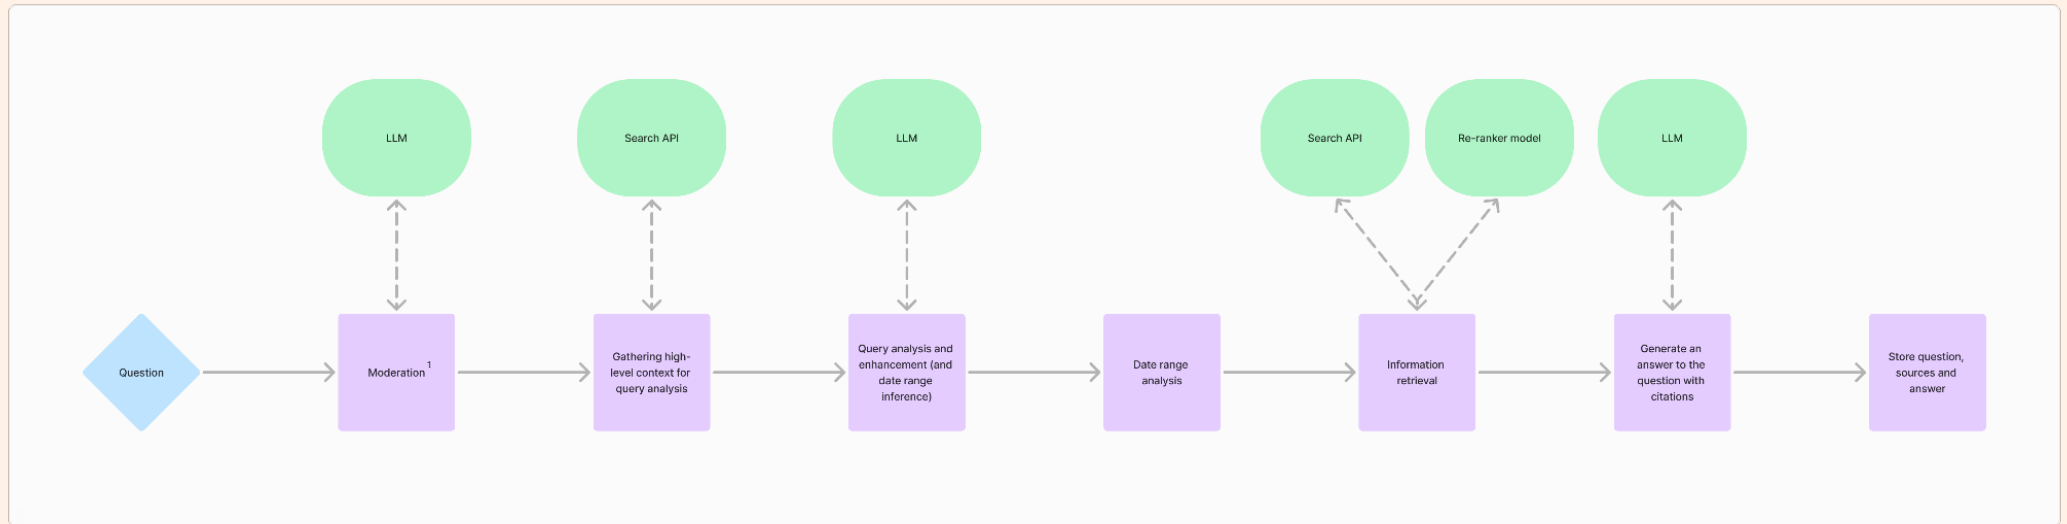 LLM
Search API
LLM
Search API
Re-ranker model
LLM
Question
Moderation 1
Gathering high-
level context for
query analysis
Query analysis and
enhancement (and
date range
inference)
Date range
analysis
Information
retrieval
Generate an
answer to the
question with
citations
Store question,
sources and
answer